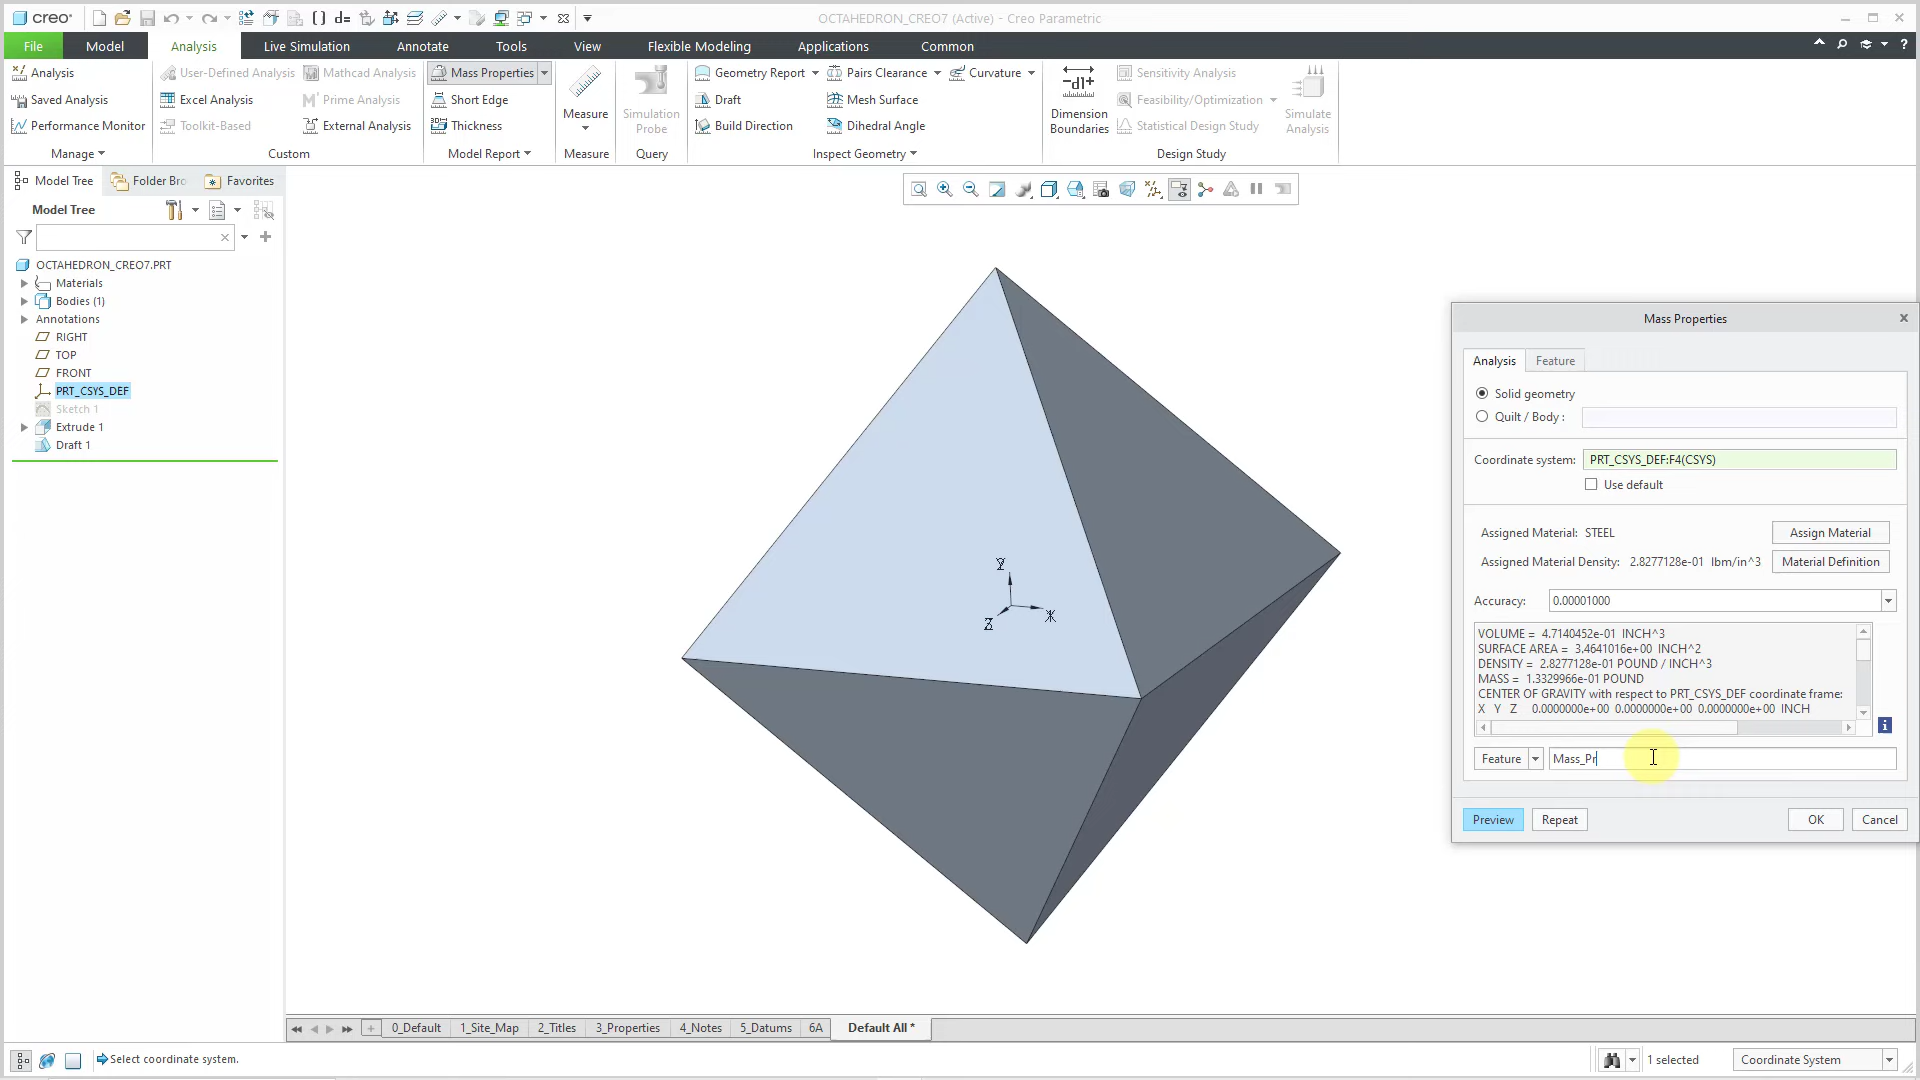 creo®
d=
OCTAHEDRON_CREO7 (Active) - Creo Parametric
File
Model
Analysis
Live Simulation
Annotate
Tools
View
Flexible Modeling
Applications
Common
?
Analysis
Saved Analysis
Performance Monitor
Manage
User-Defined Analysis
Excel Analysis
Toolkit-Based
Mathcad Analysis
Prime Analysis
External Analysis
Custom
Mass Properties
Short Edge
Thickness
Model Report
Measure
Measure
Simulation
Probe
Query
Geometry Report
Draft
Build Direction
Pairs Clearance
Mesh Surface
Dihedral Angle
Curvature
Inspect Geometry
Dimension
Boundaries
Sensitivity Analysis
Feasibility/Optimization
Statistical Design Study
Simulate
Analysis
Design Study
Model Tree
Folder Bro
Favorites
Model Tree
OCTAHEDRON_CREO7.PRT
Materials
Bodies (1)
Annotations
RIGHT
TOP
FRONT
PRT_CSYS_DEF
Sketch 1
Extrude 1
Draft 1
Y
X
Z
Mass Properties
Analysis
Feature
Solid geometry
Quilt / Body :
Coordinate system:
PRT_CSYS_DEF:F4(CSYS)
Use default
Assigned Material: STEEL
Assign Material
Assigned Material Density: 2.8277128e-01 lbm/in^3
Material Definition
Accuracy:
0.00001000
VOLUME = 4.7140452e-01 INCH^3
SURFACE AREA = 3.4641016e+00 INCH^2
DENSITY = 2.8277128e-01 POUND / INCH^3
MASS = 1.3329966e-01 POUND
CENTER OF GRAVITY with respect to PRT_CSYS_DEF coordinate frame:
X Y Z 0.0000000e+00 0.0000000e+00 0.0000000e+00 INCH
Feature
Mass_Pr
Preview
Repeat
OK
Cancel
0_Default
1_Site_Map
2_Titles
3_Properties
4_Notes
5_Datums
6A
Default All *
Select coordinate system.
1 selected
Coordinate System